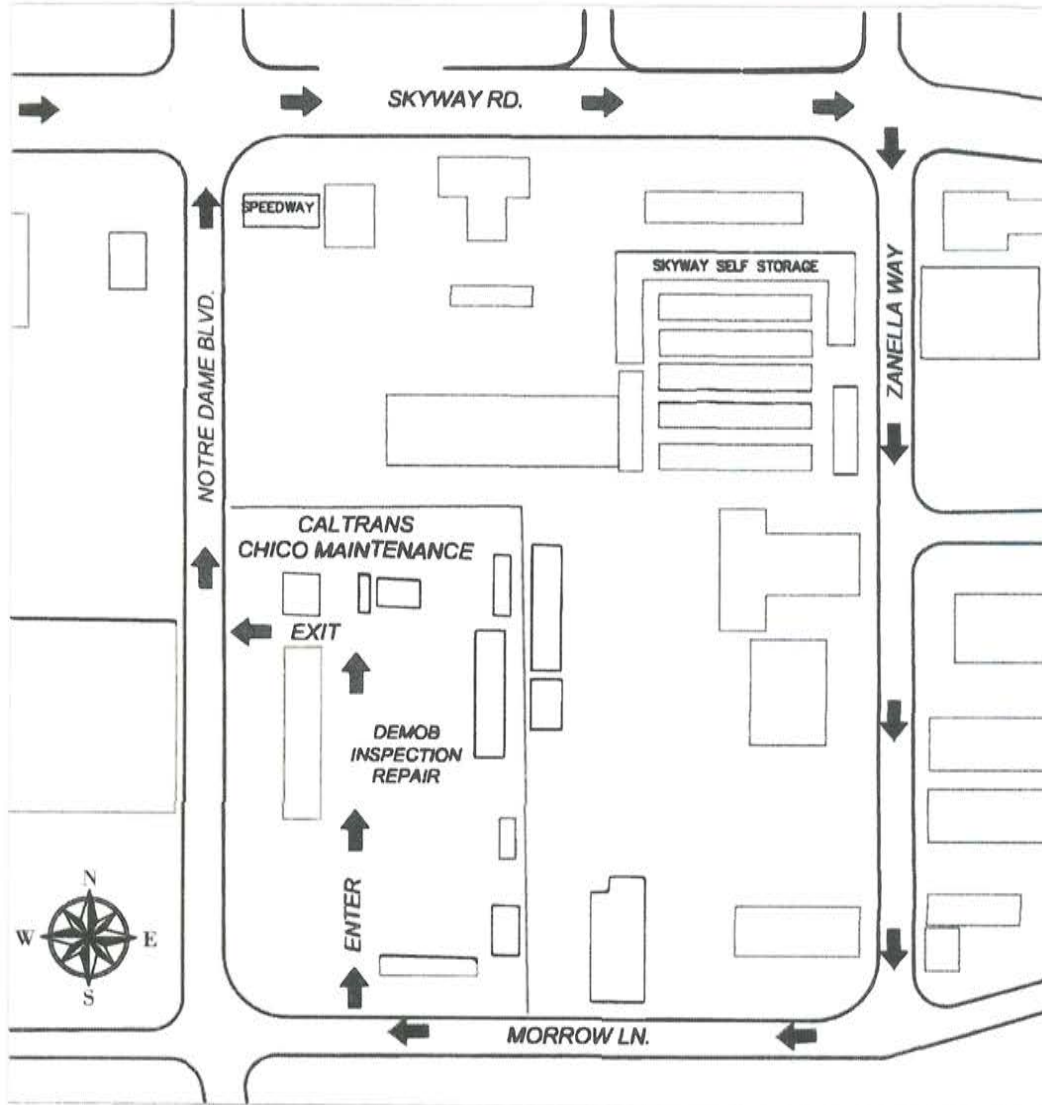 SKYWAY RD.
SPEEDWAY
SKYWAY SELF STORAGE
NOTRE DAME BLVD.
ZANELLA WAY
CALTRANS
CHICO MAINTENANCE
EXIT
DEMOB
INSPECTION
REPAIR
ENTER
N
W
E
S
MORROW LN.